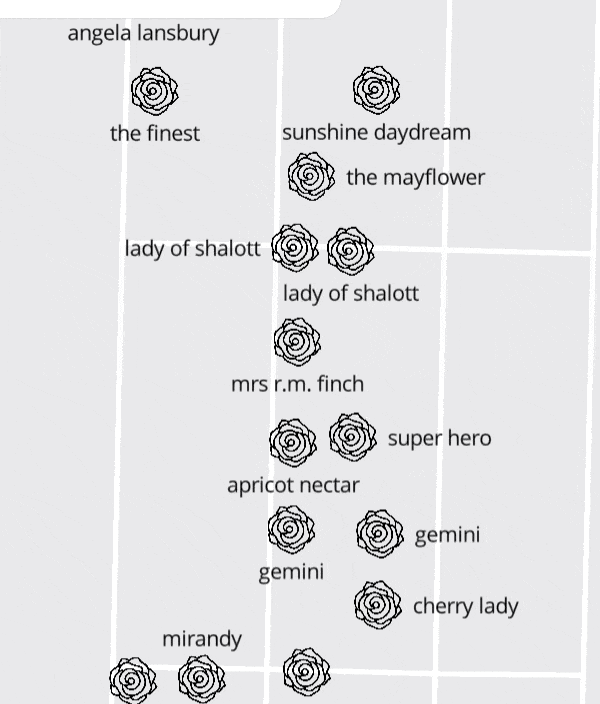 angela lansbury
the finest
sunshine daydream
the mayflower
lady of shalott
lady of shalott
mrs r.m. finch
super hero
apricot nectar
gemini
gemini
cherry lady
mirandy